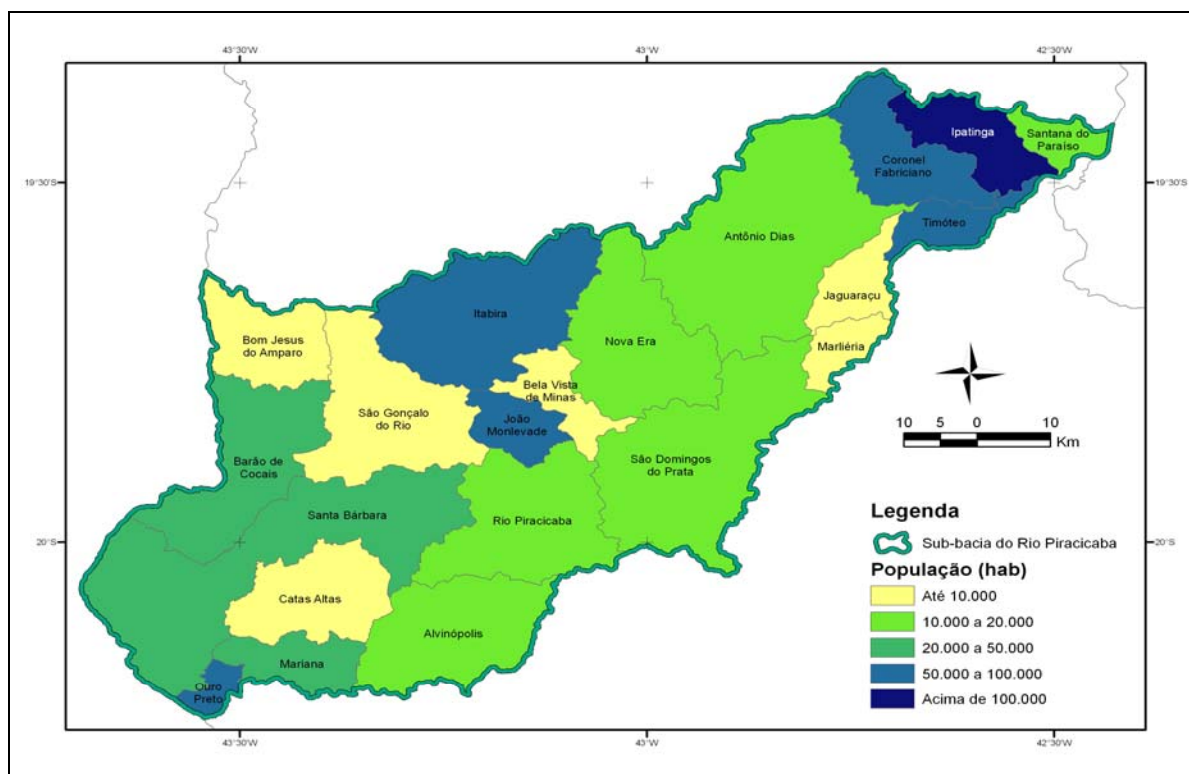 43°30'W
43°W
42°30'W
Ipatinga
Santana do
Paraíso
Coronel
Fabriciano
19°30'S
19°30'S
Timóteo
Antônio Dias
Jaguaraçu
Itabira
Bom Jesus
do Amparo
Nova Era
Marliéria
Bela Vista
de Minas
São Gonçalo
do Rio
João
Monlevade
10
5
0
10
Km
Barão de
Cocais
São Domingos
do Prata
Santa Bárbara
Rio Piracicaba
Legenda
20°S
20°S
Sub-bacia do Rio Piracicaba
População (hab)
Catas Altas
Até 10.000
10.000 a 20.000
Alvinópolis
20.000 a 50.000
Mariana
50.000 a 100.000
Ouro
Preto
Acima de 100.000
43°30'W
43°W
42°30'W